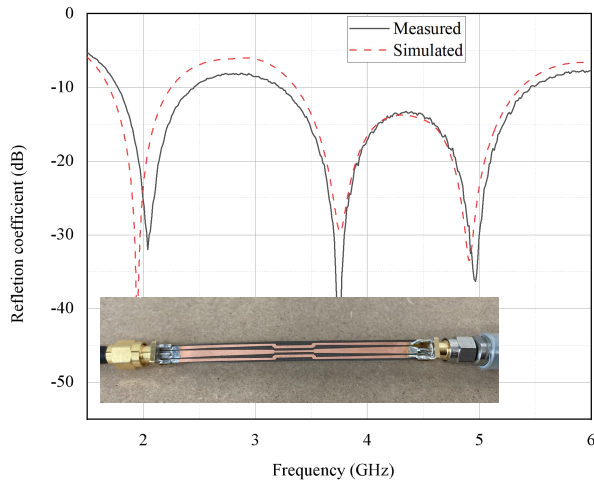 0
Measured
Simulated
-10
-20
-30
-40
-50
Refletion coefficient (dB)
2
3
4
5
6
Frequency (GHz)